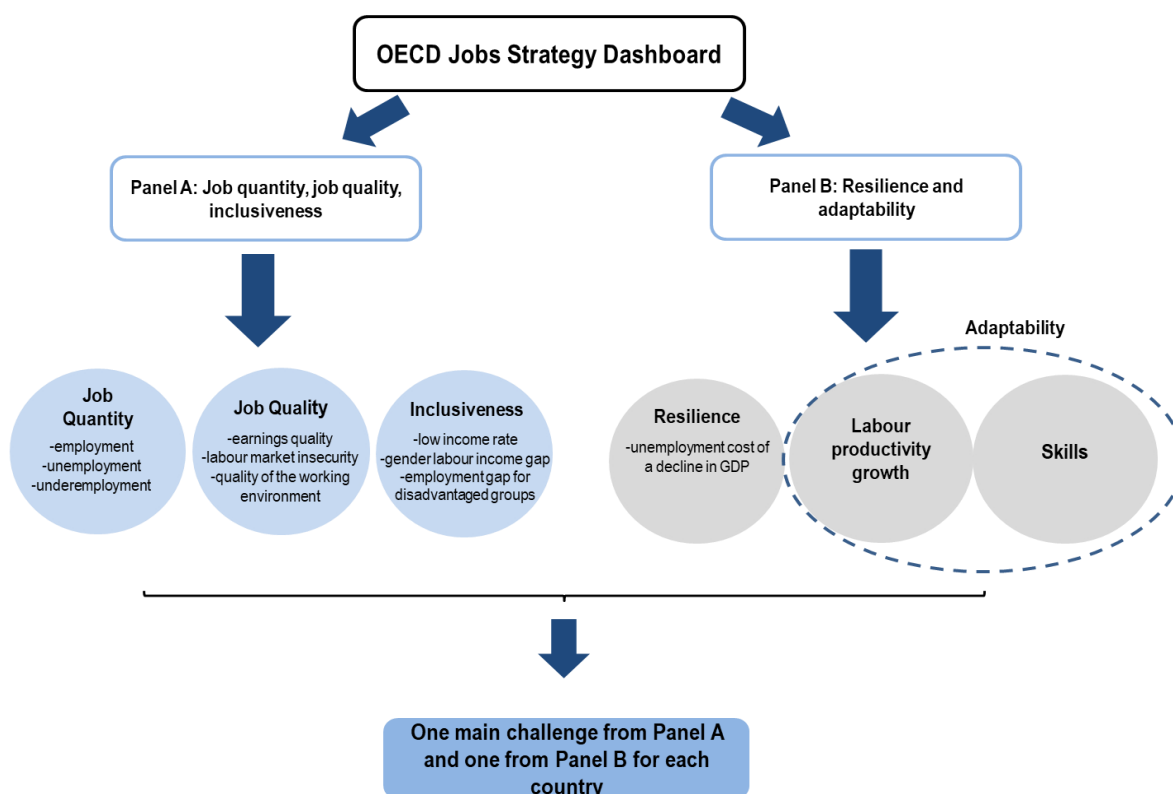 OECD Jobs Strategy Dashboard
Panel A: Job quantity, job quality,
inclusiveness
Panel B: Resilience and
adaptability
Adaptability
Job
Quantity
-employment
-unemployment
-underemployment
Job Quality
-earnings quality
-labour market insecurity
-quality of the working
environment
Inclusiveness
-low income rate
-gender labour income gap
-employment gap for
disadvantaged groups
Resilience
-unemployment cost of
a decline in GDP
Labour
productivity
growth
Skills
One main challenge from Panel A
and one from Panel B for each
country